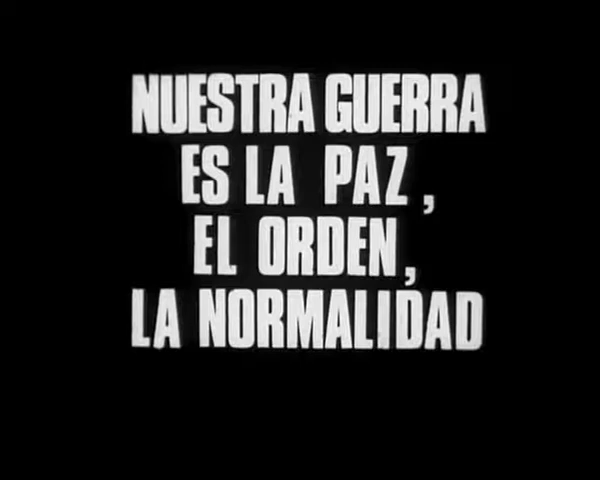 NUESTRA GUERRA
ES LA PAZ,
EL ORDEN,
LA NORMALIDAD